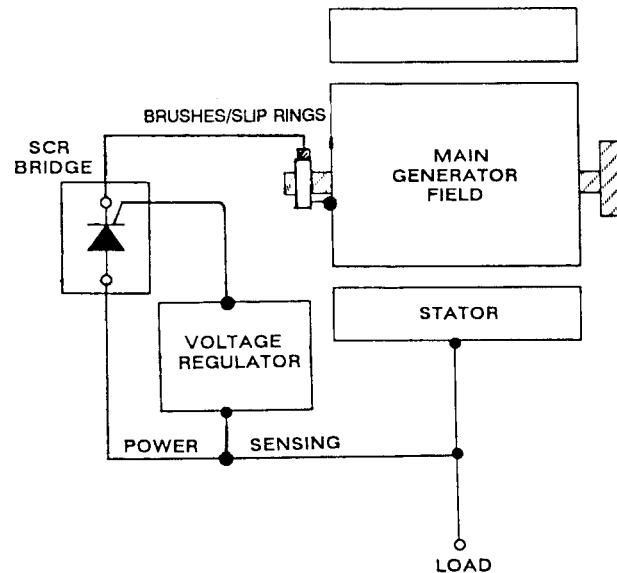 BRUSHES/SLIP RINGS
SCR
BRIDGE
MAIN
GENERATOR
FIELD
STATOR
VOLTAGE
REGULATOR
POWER
SENSING
LOAD